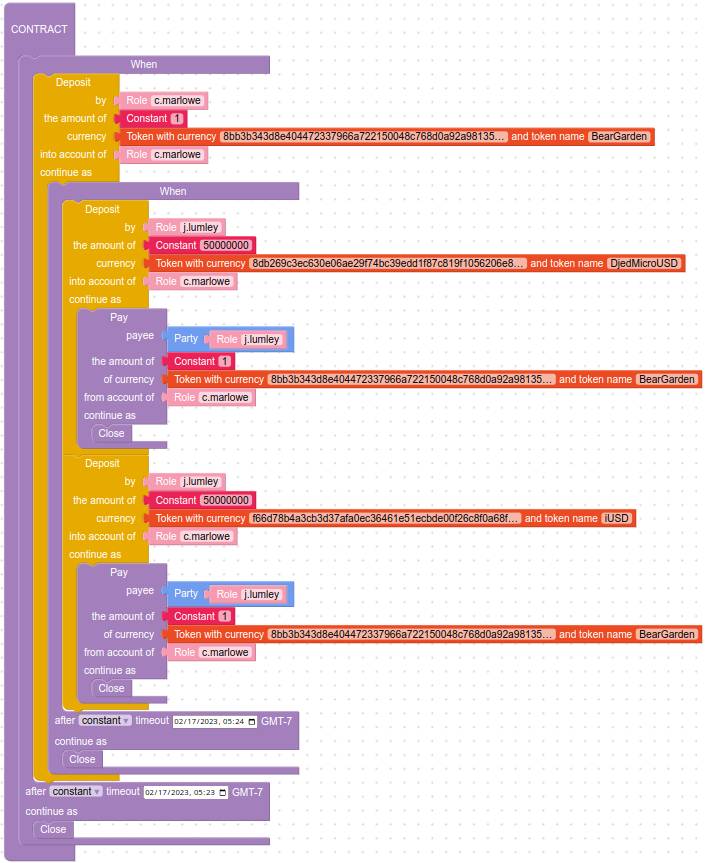 CONTRACT
When
Deposit
by Role c.marlowe
the amount of Constant 1
currency Token with currency 8bb3b343d8e404472337966a722150048c768d0a92a98135... and token name BearGarden
into account of Role c.marlowe
continue as
When
Deposit
by Role j.lumley
the amount of Constant 50000000
currency Token with currency 8db269c3ec630e06ae29f74bc39edd1f87c819f1056206e8... and token name DjedMicroUSD
into account of Role c.marlowe
continue as
Pay
payee Party Role j.lumley
the amount of Constant 1
of currency Token with currency 8bb3b343d8e404472337966a722150048c768d0a92a98135... and token name BearGarden
from account of Role c.marlowe
continue as
Close
Deposit
by Role j.lumley
the amount of Constant 50000000
currency Token with currency f66d78b4a3cb3d37afa0ec36461e51ecbde00f26c8f0a68f... and token name iUSD
into account of Role c.marlowe
continue as
Pay
payee Party Role j.lumley
the amount of Constant 1
of currency Token with currency 8bb3b343d8e404472337966a722150048c768d0a92a98135... and token name BearGarden
from account of Role c.marlowe
continue as
Close
after constant timeout 02/17/2023, 05:24 GMT-7
continue as
Close
after constant timeout 02/17/2023, 05:23 GMT-7
continue as
Close